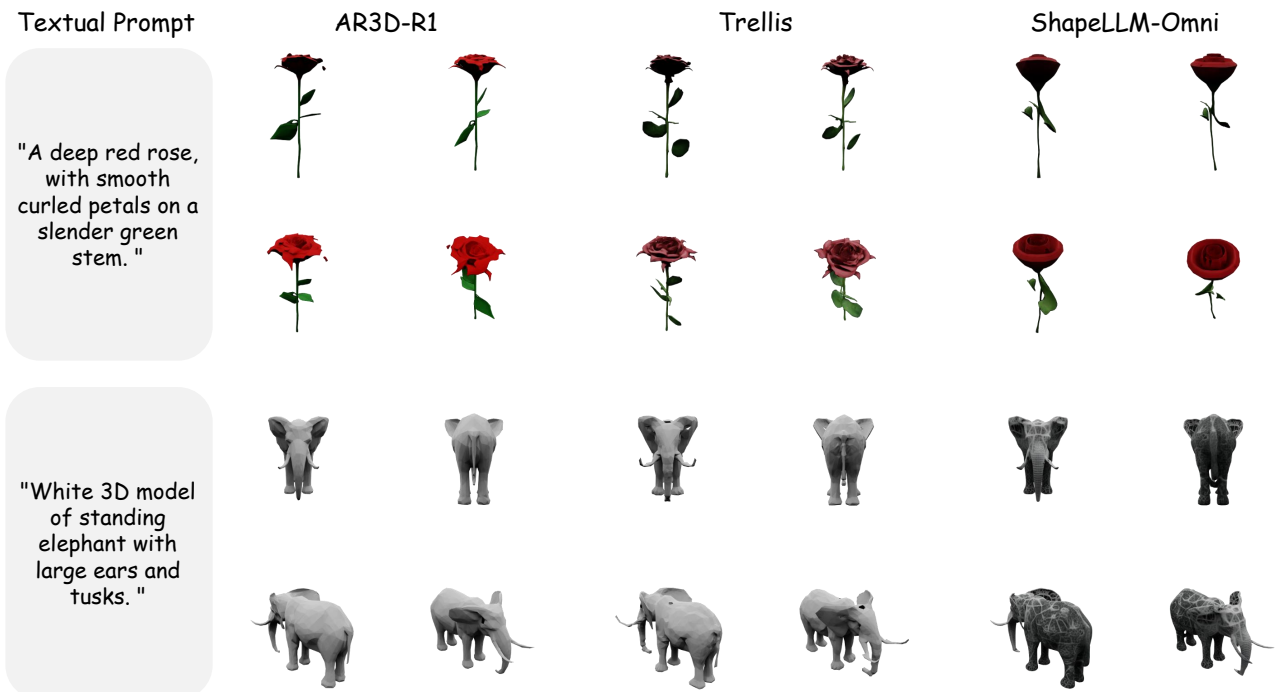 Textual Prompt
AR3D-R1
Trellis
ShapeLLM-Omni
"A deep red rose,
with smooth
curled petals on a
slender green
stem. "
"White 3D model
of standing
elephant with
large ears and
tusks. "